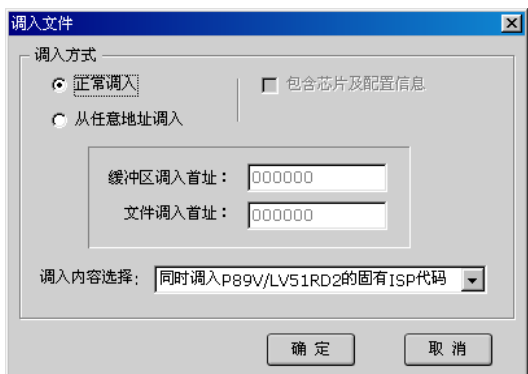 调入文件
调入方式
正常调入
包含芯片及配置信息
从任意地址调入
缓冲区调入首址：
000000
文件调入首址：
000000
调入内容选择：
同时调入P89V/LV51RD2的固有ISP代码
确 定
取 消